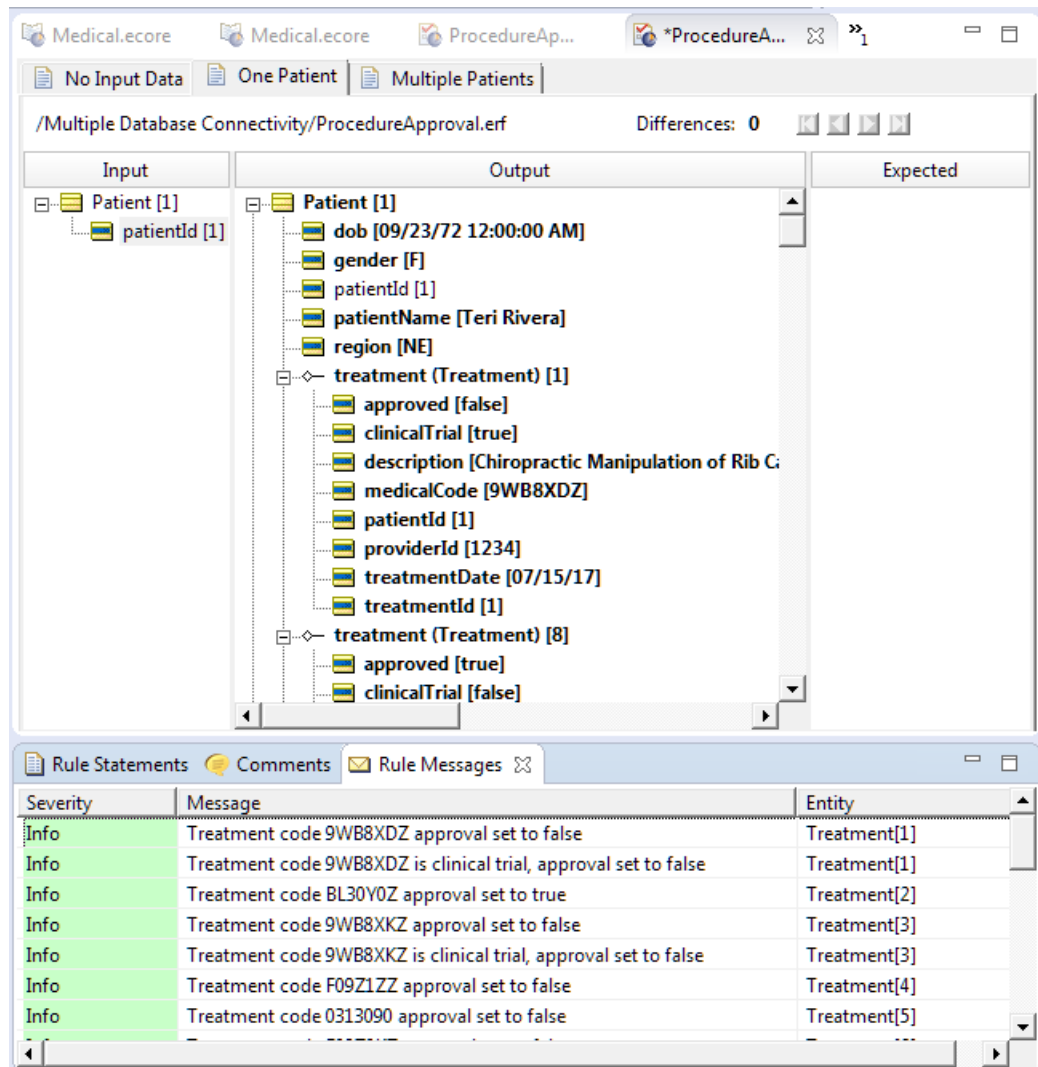 Medical.ecore Medical.ecore ProcedureAp... *ProcedureA... »1
No Input Data One Patient Multiple Patients
/Multiple Database Connectivity/ProcedureApproval.erf Differences: 0
Input Output Expected
Patient [1] Patient [1]
patientId [1] dob [09/23/72 12:00:00 AM]
gender [F]
patientId [1]
patientName [Teri Rivera]
region [NE]
treatment (Treatment) [1]
approved [false]
clinicalTrial [true]
description [Chiropractic Manipulation of Rib
medicalCode [9WB8XDZ]
patientId [1]
providerId [1234]
treatmentDate [07/15/17]
treatmentId [1]
treatment (Treatment) [8]
approved [true]
clinicalTrial [false]
Rule Statements Comments Rule Messages
Severity Message Entity
Info Treatment code 9WB8XDZ approval set to false Treatment[1]
Info Treatment code 9WB8XDZ is clinical trial, approval set to false Treatment[1]
Info Treatment code BL30Y0Z approval set to true Treatment[2]
Info Treatment code 9WB8XKZ approval set to false Treatment[3]
Info Treatment code 9WB8XKZ is clinical trial, approval set to false Treatment[3]
Info Treatment code F09Z1ZZ approval set to false Treatment[4]
Info Treatment code 0313090 approval set to false Treatment[5]